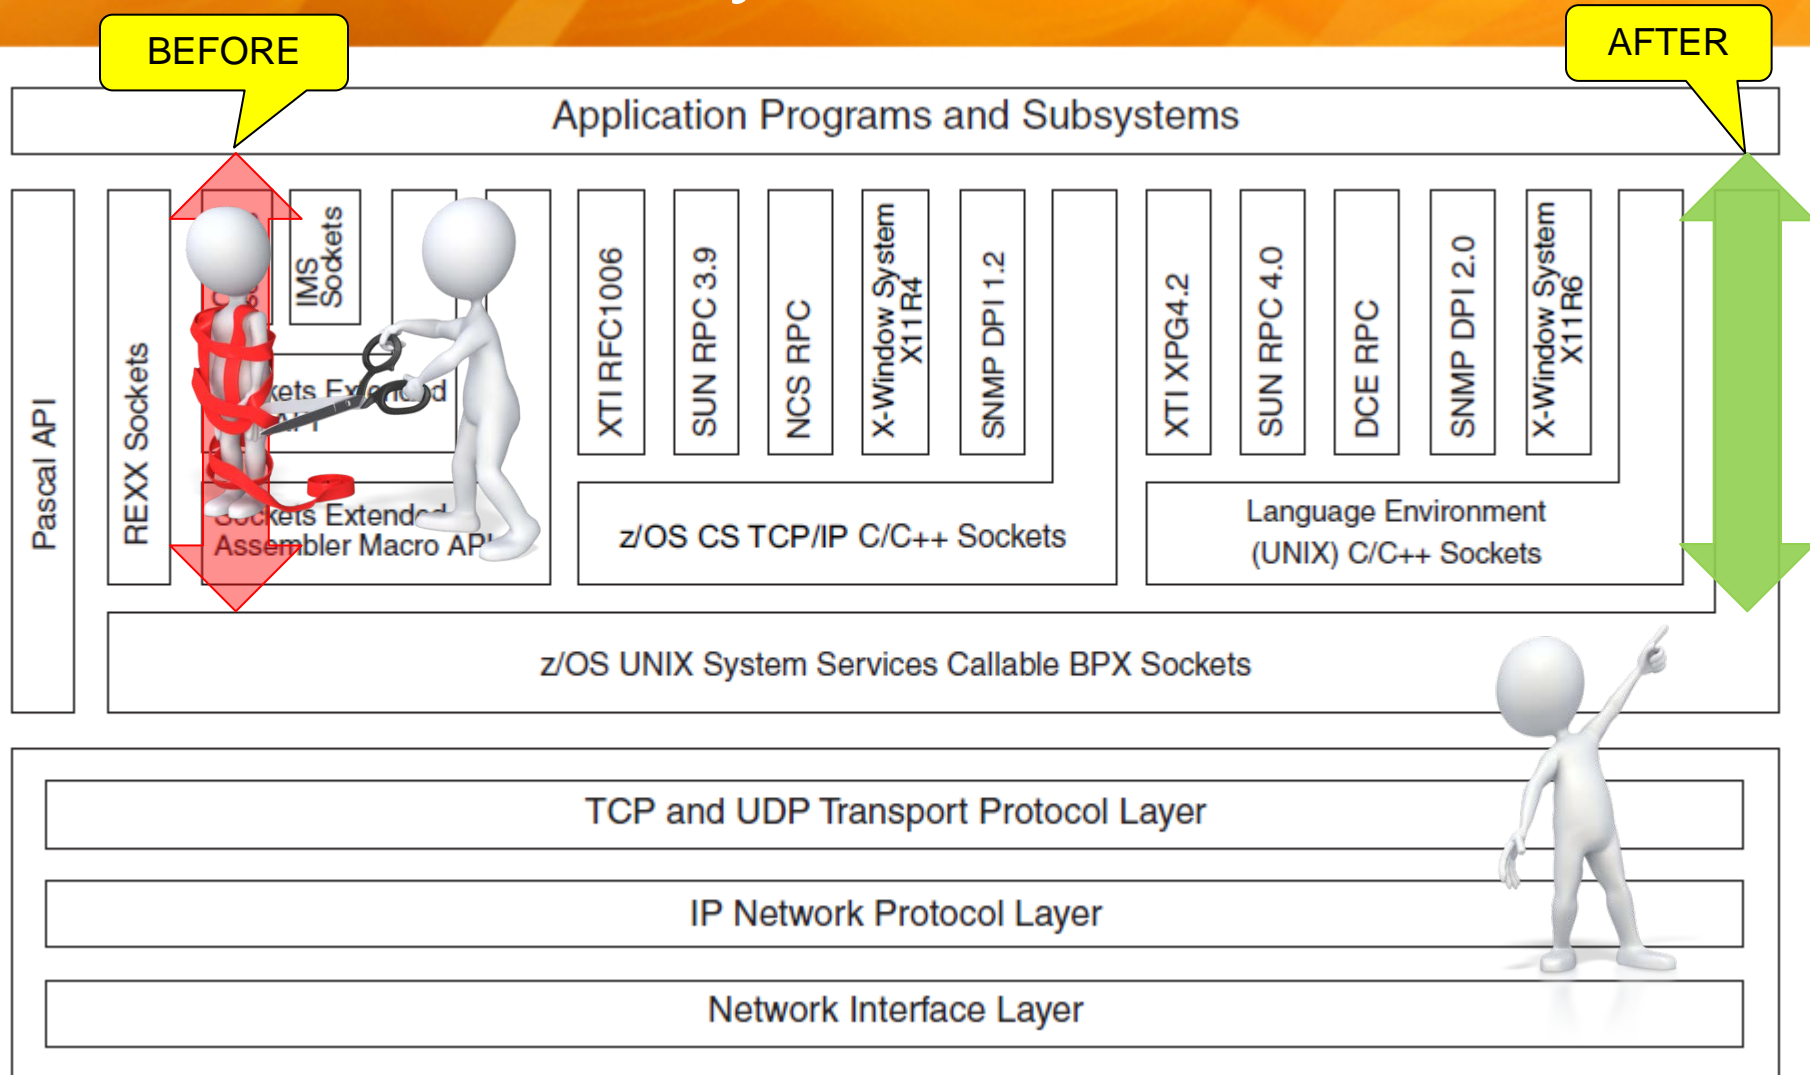 BEFORE
AFTER
Application Programs and Subsystems
Pascal API
REXX Sockets
IMS
Sockets
Sockets Extended
Assembler Macro API
XTI RFC1006
SUN RPC 3.9
NCS RPC
X-Window System
X11R4
SNMP DPI 1.2
z/OS CS TCP/IP C/C++ Sockets
XTI XPG4.2
SUN RPC 4.0
DCE RPC
SNMP DPI 2.0
X-Window System
X11R6
Language Environment
(UNIX) C/C++ Sockets
z/OS UNIX System Services Callable BPX Sockets
TCP and UDP Transport Protocol Layer
IP Network Protocol Layer
Network Interface Layer